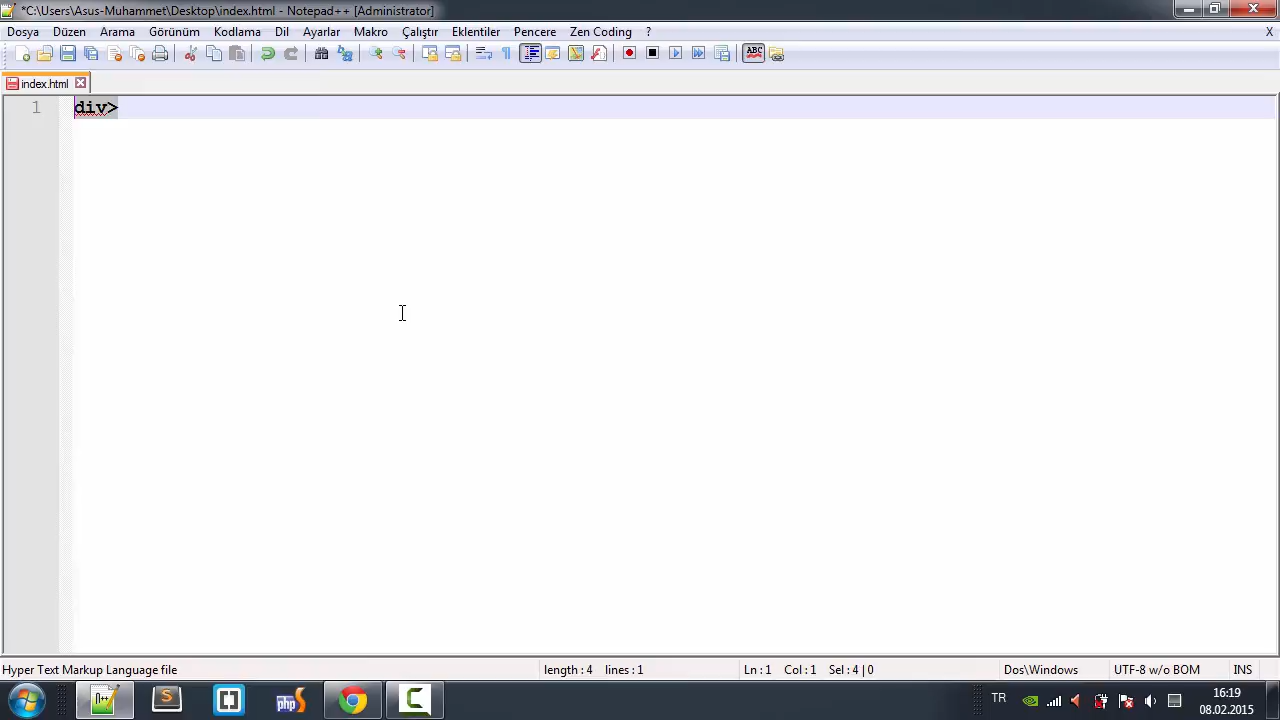 *C:\Users\Asus-Muhammet\Desktop\index.html - Notepad++ [Administrator]
Dosya Düzen Arama Görünüm Kodlama Dil Ayarlar Makro Çalıştır Eklentiler Pencere Zen Coding ? X
ABC
index.html
1 div>
Hyper Text Markup Language file length : 4 lines : 1 Ln : 1 Col : 1 Sel : 4 | 0 Dos\Windows UTF-8 w/o BOM INS
TR
16:19
08.02.2015